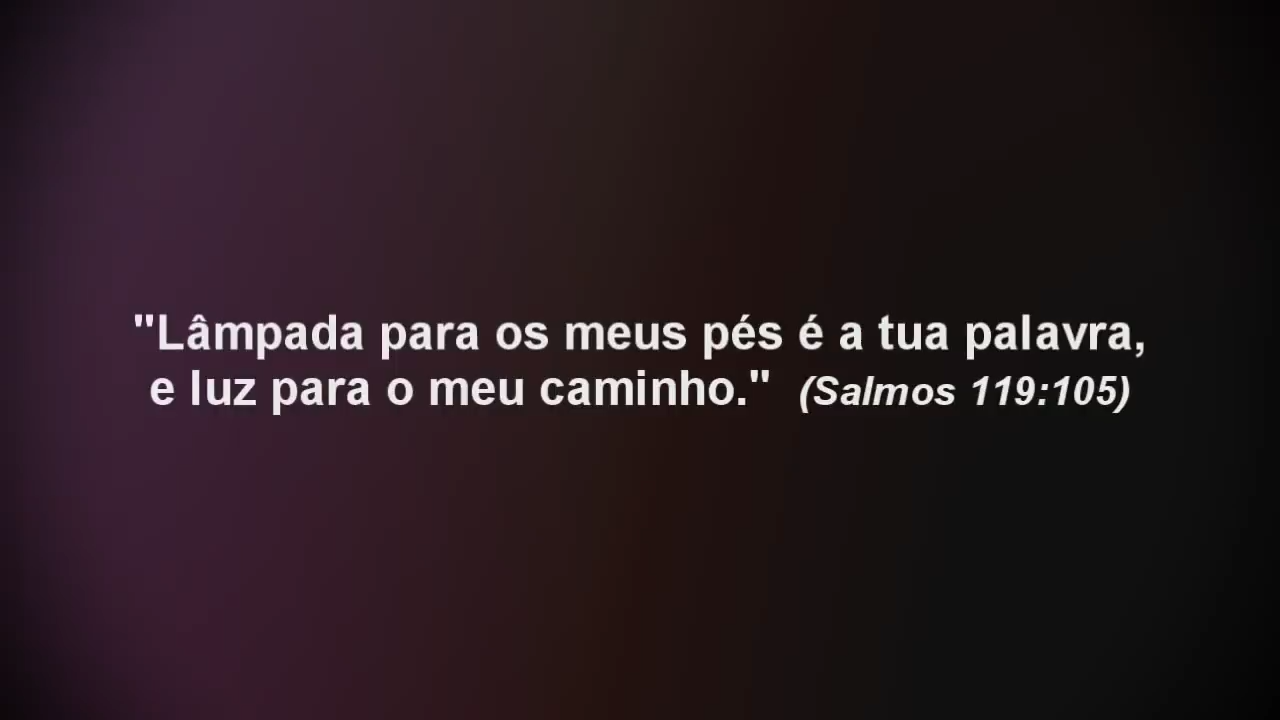 "Lâmpada para os meus pés é a tua palavra,
e luz para o meu caminho." (Salmos 119:105)